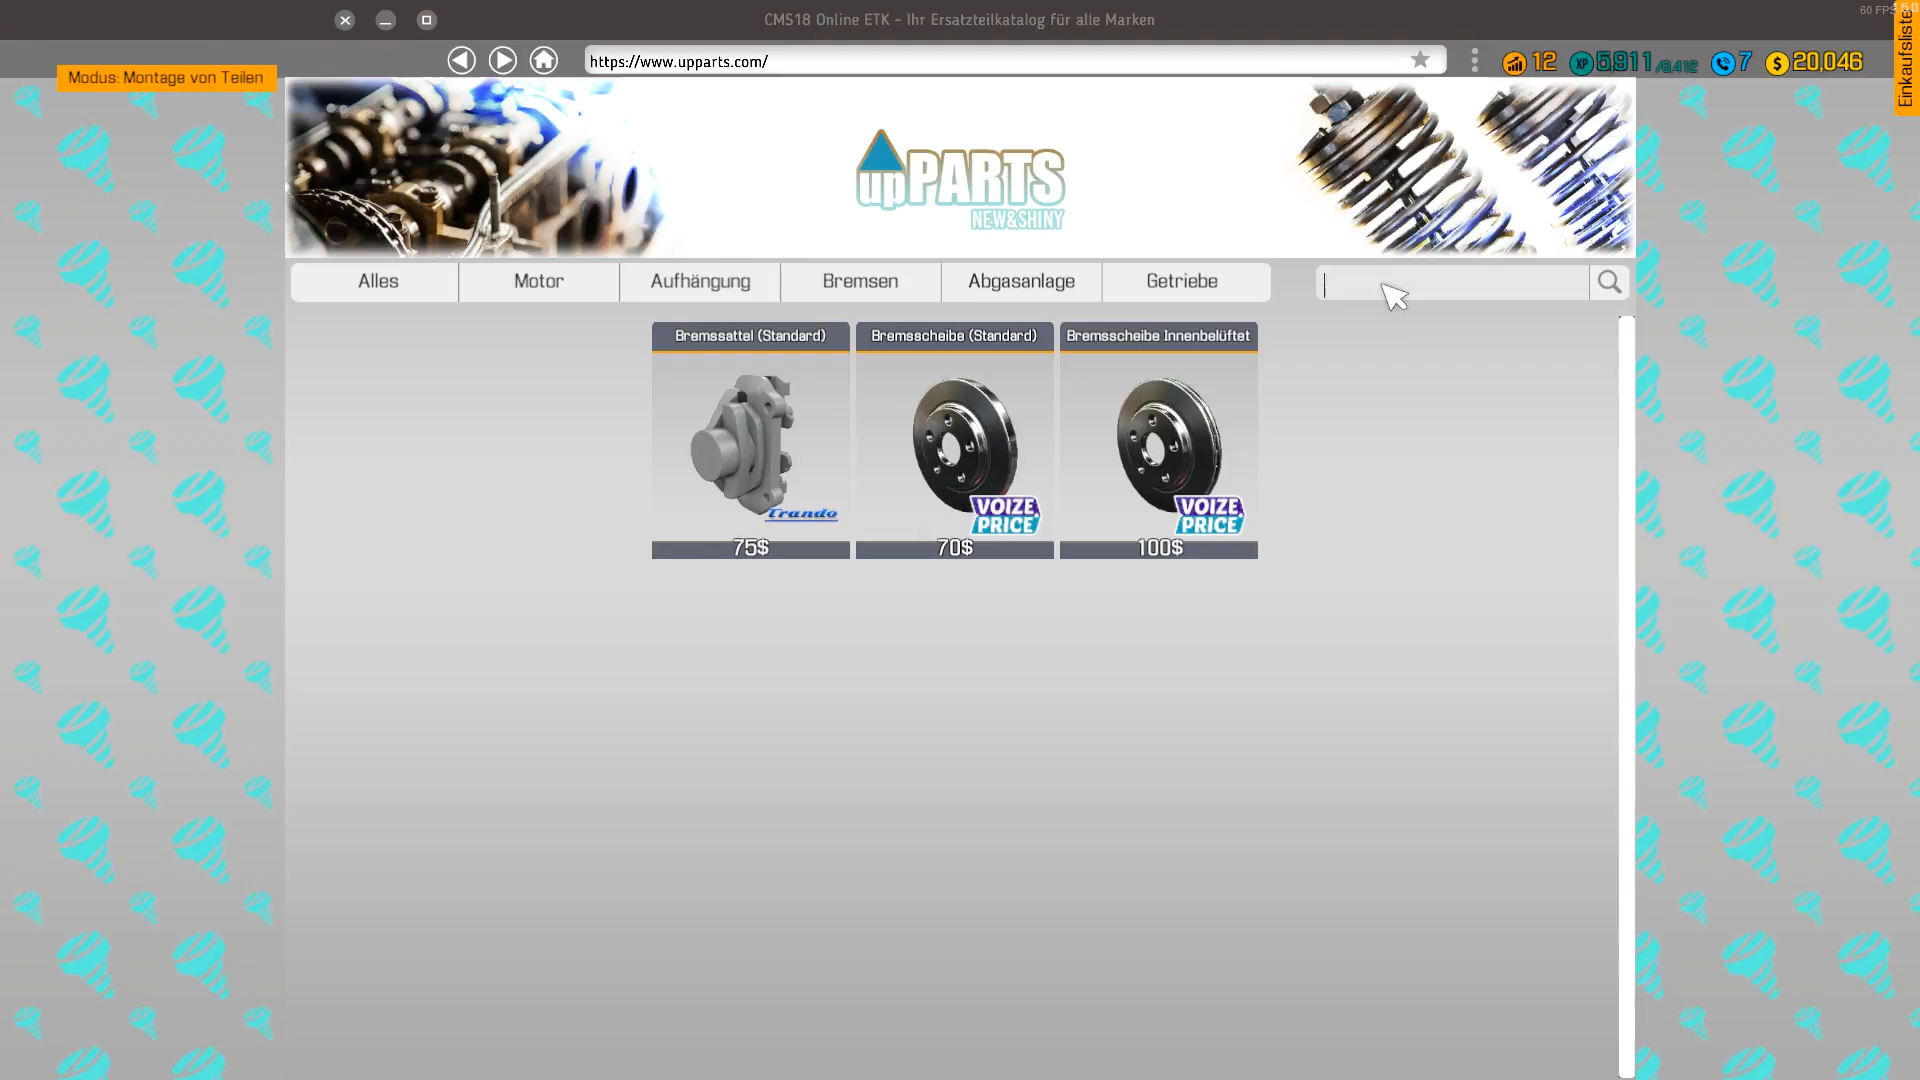 CMS18 Online ETK - Ihr Ersatzteilkatalog für alle Marken
60 FPS
https://www.upparts.com/
12
XP 5,911
7
$ 20,046
Einkaufsliste
Modus: Montage von Teilen
upPARTS
NEW&SHINY
Alles Motor Aufhängung Bremsen Abgasanlage Getriebe
Bremssattel (Standard) Bremsscheibe (Standard) Bremsscheibe Innenbelüftet
Trando
VOIZE PRICE
VOIZE PRICE
75$ 70$ 100$